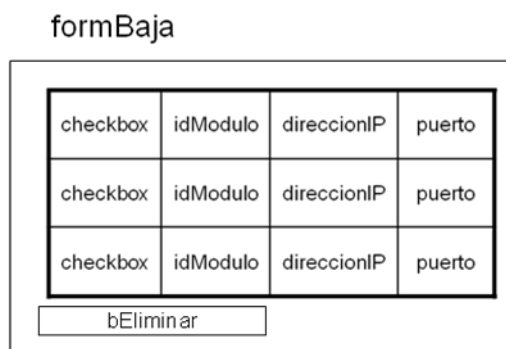 formBaja
checkbox idModulo direccionIP puerto
checkbox idModulo direccionIP puerto
checkbox idModulo direccionIP puerto
bEliminar